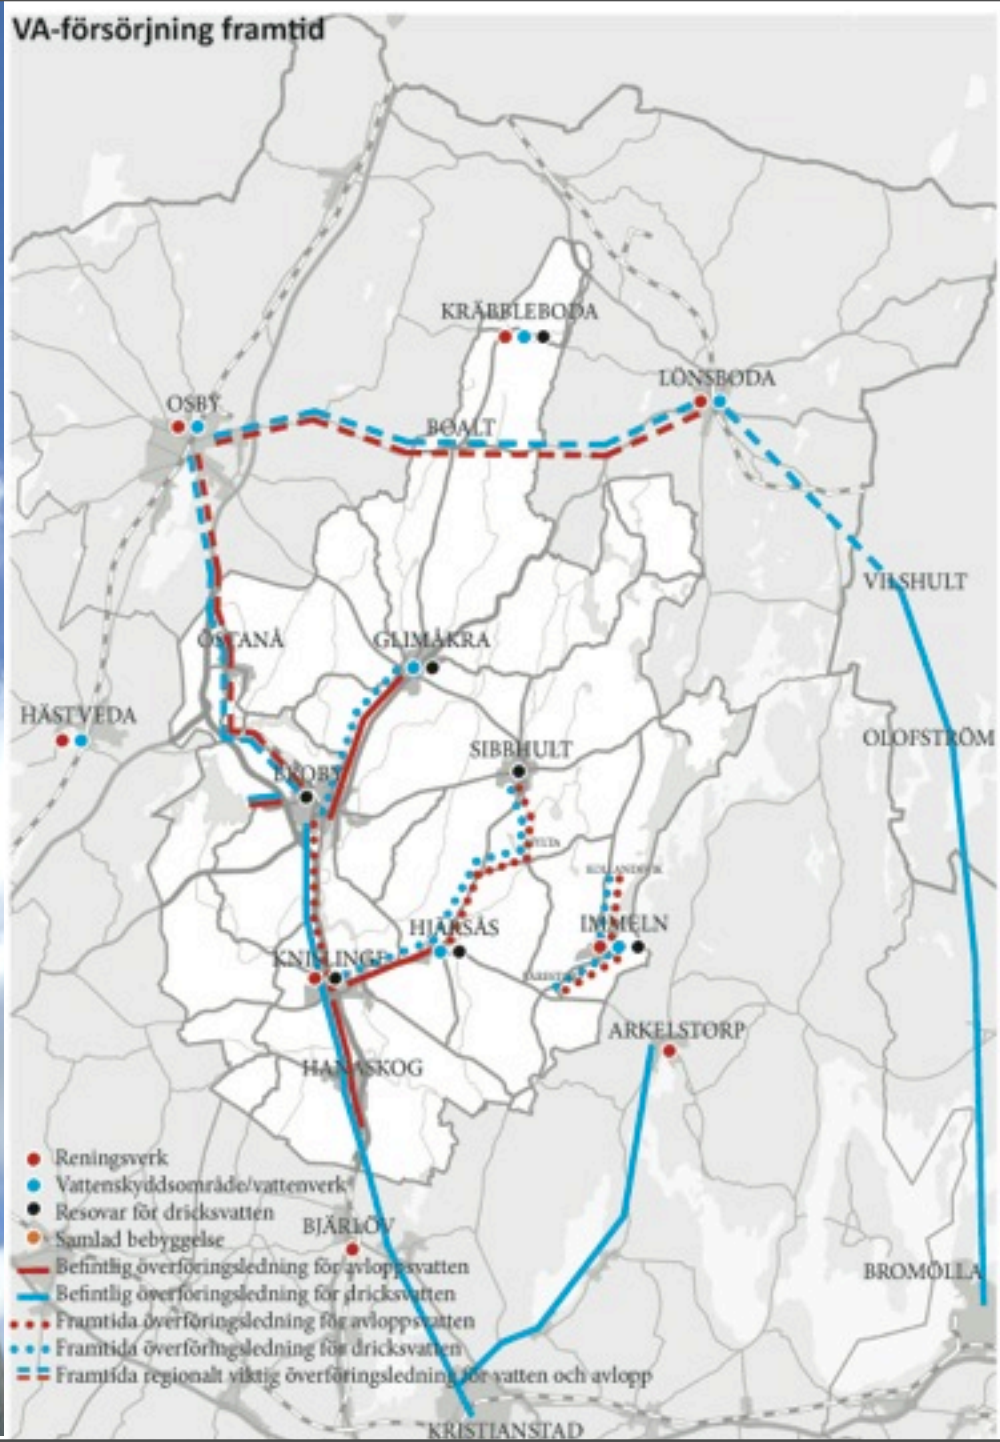 VA-försörjning framtid
KRÄBBLEBODA
LÖNSBODA
OSBY
BOALT
VILSHULT
ÖSTANÅ
GLIMÅKRA
HÄSTVEDA
OLOFSTRÖM
SIBBHULT
BROBY
HYLTA
IMMELN
HJÄRSÅS
KNISLINGE
ARKELSTORP
HANASKOG
Reningsverk
Vattenskyddsområde/vattenverk
Resovar för dricksvatten
BJÄRLÖV
Samlad bebyggelse
Befintlig överföringsledning för avloppsvatten
BROMÖLLA
Befintlig överföringsledning för dricksvatten
Framtida överföringsledning för avloppsvatten
Framtida överföringsledning för dricksvatten
Framtida regionalt viktig överföringsledning för vatten och avlopp
KRISTIANSTAD